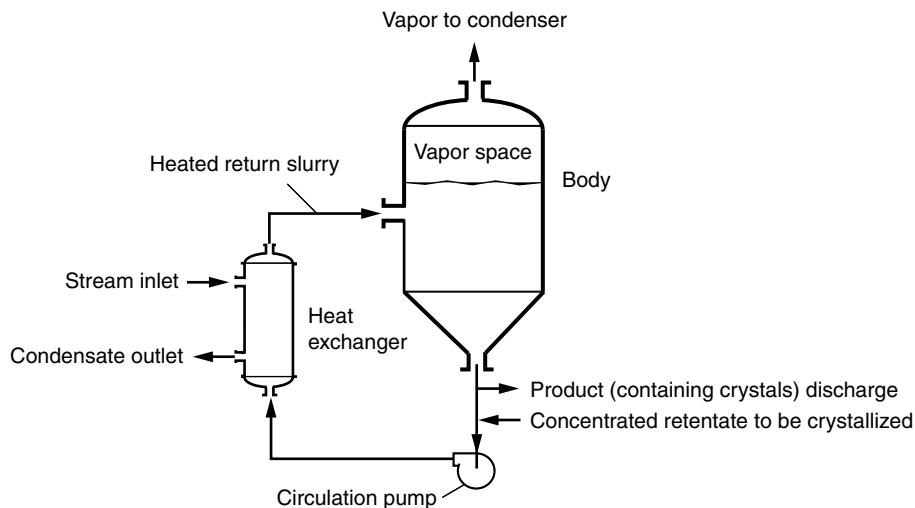 Vapor to condenser
Vapor space
Heated return slurry
Body
Stream inlet
Heat
exchanger
Condensate outlet
Product (containing crystals) discharge
Concentrated retentate to be crystallized
Circulation pump